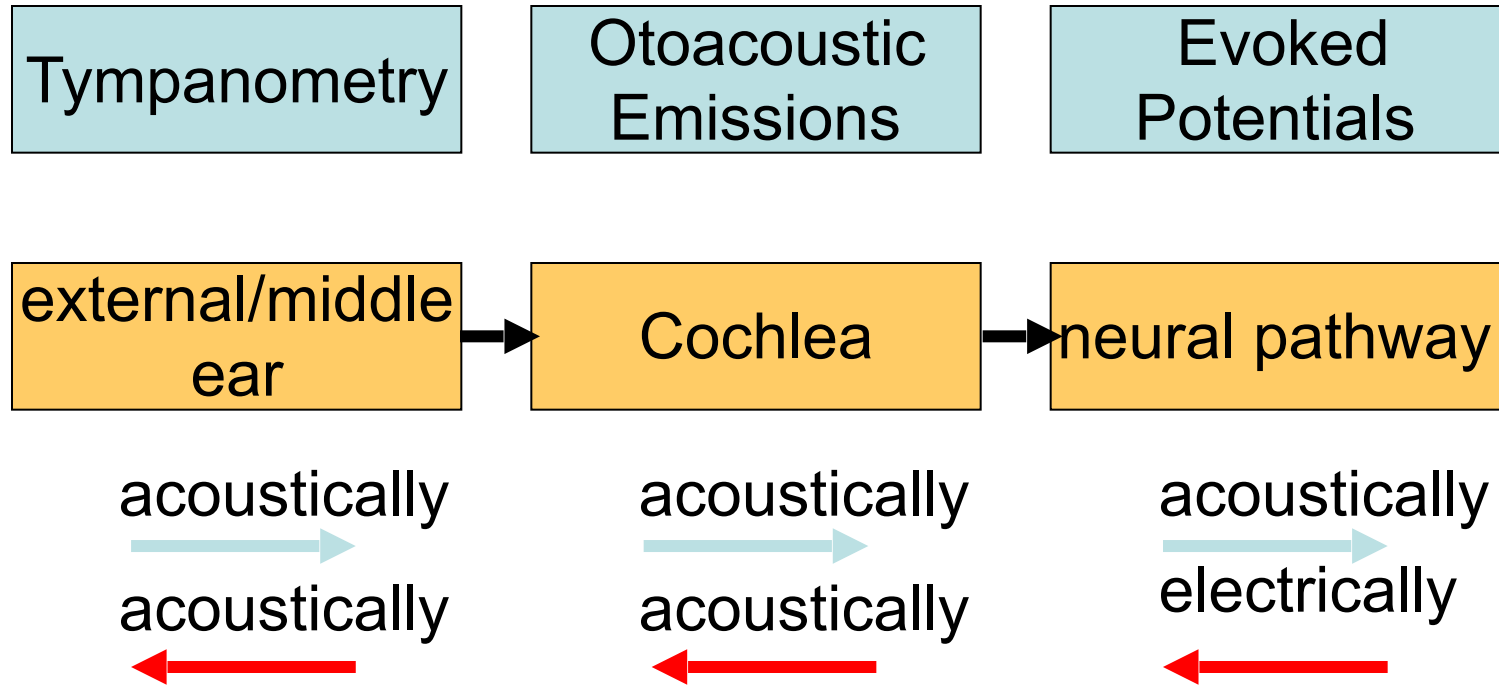 Tympanometry
Otoacoustic
Emissions
Evoked
Potentials
external/middle
ear
Cochlea
neural pathway
acoustically
acoustically
acoustically
acoustically
acoustically
electrically